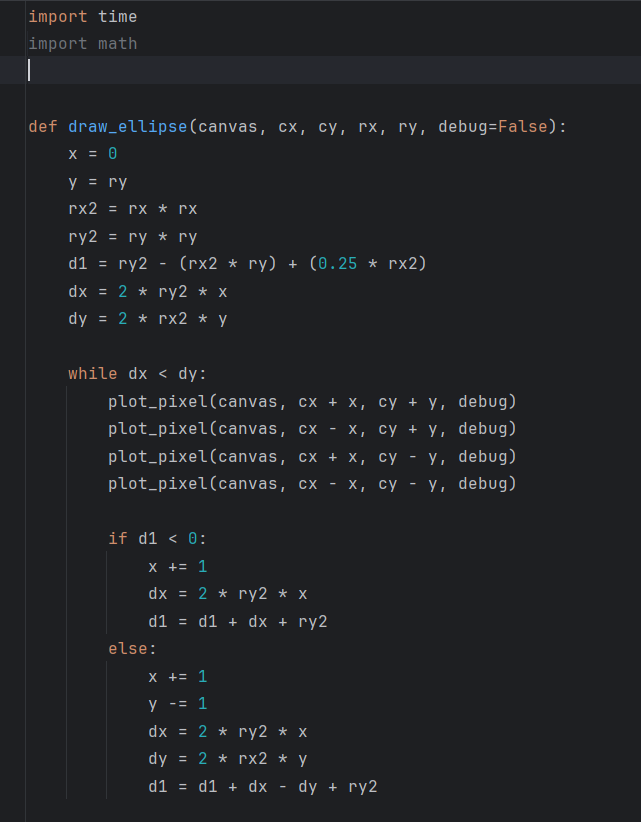 import time
import math
def draw_ellipse(canvas, cx, cy, rx, ry, debug=False):
    x = 0
    y = ry
    rx2 = rx * rx
    ry2 = ry * ry
    d1 = ry2 - (rx2 * ry) + (0.25 * rx2)
    dx = 2 * ry2 * x
    dy = 2 * rx2 * y
    while dx < dy:
        plot_pixel(canvas, cx + x, cy + y, debug)
        plot_pixel(canvas, cx - x, cy + y, debug)
        plot_pixel(canvas, cx + x, cy - y, debug)
        plot_pixel(canvas, cx - x, cy - y, debug)
        if d1 < 0:
            x += 1
            dx = 2 * ry2 * x
            d1 = d1 + dx + ry2
        else:
            x += 1
            y -= 1
            dx = 2 * ry2 * x
            dy = 2 * rx2 * y
            d1 = d1 + dx - dy + ry2